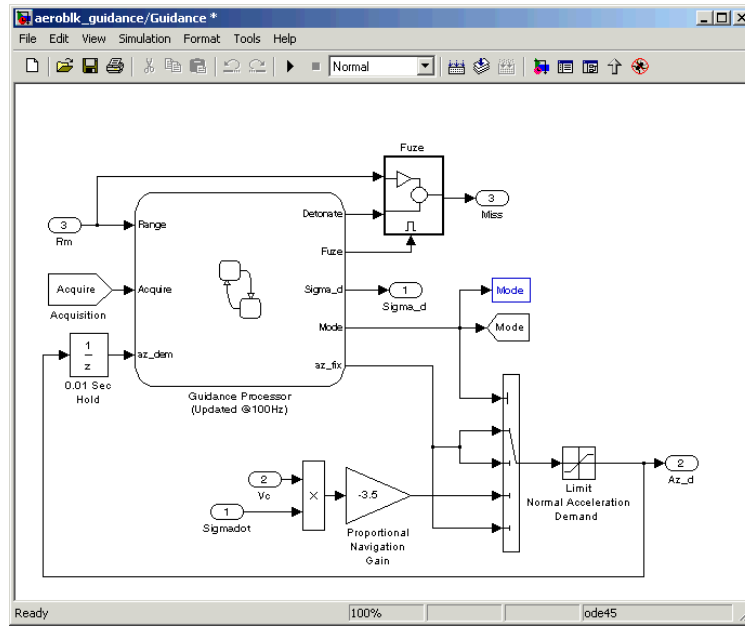 aeroblk_guidance/Guidance *
File Edit View Simulation Format Tools Help
Normal
Fuze
3
Rm
Range
Detonate
3
Miss
Fuze
Acquire
Acquisition
Acquire
Sigma_d
1
Sigma_d
Mode
Mode
Mode
1
z
0.01 Sec
Hold
az_dem
az_fix
Guidance Processor
(Updated @100Hz)
2
Vc
1
Sigmadot
×
-3.5
Proportional
Navigation
Gain
Limit
Normal Acceleration
Demand
2
Az_d
Ready 100% ode45